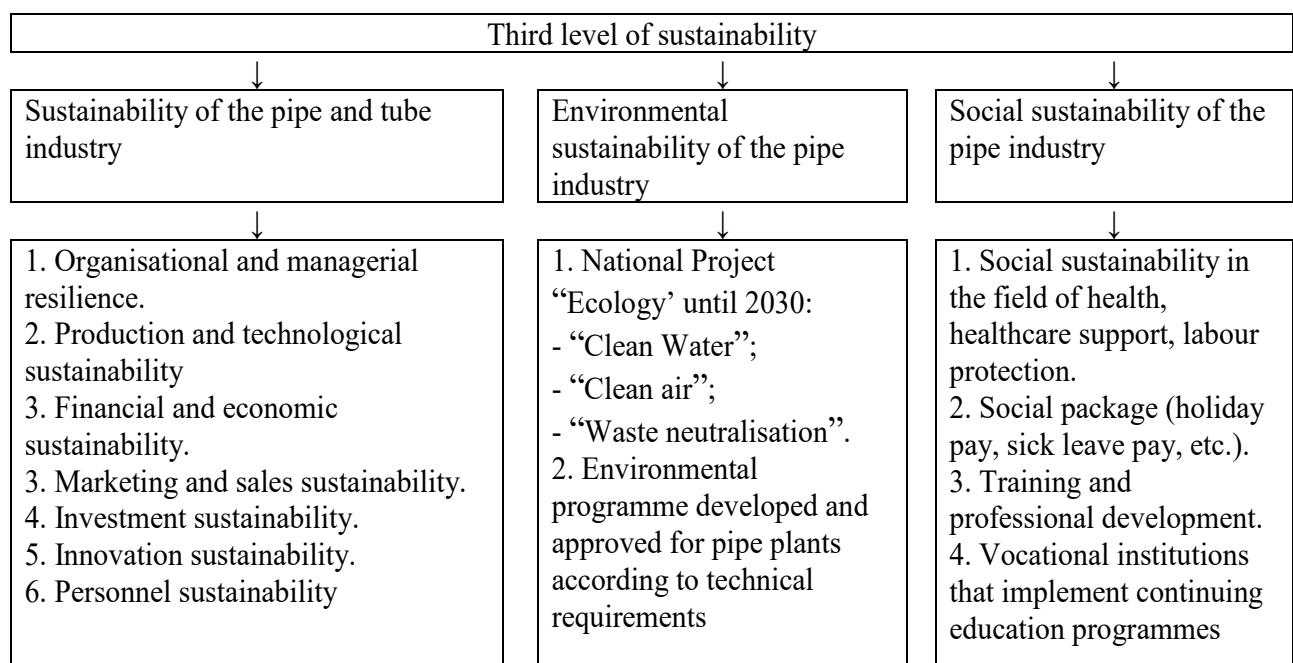 Third level of sustainability
↓
↓
↓
Sustainability of the pipe and tube
industry
Environmental
sustainability of the pipe
industry
Social sustainability of the
pipe industry
↓
↓
↓
1. Organisational and managerial
resilience.
2. Production and technological
sustainability
3. Financial and economic
sustainability.
3. Marketing and sales sustainability.
4. Investment sustainability.
5. Innovation sustainability.
6. Personnel sustainability
1. National Project
“Ecology’ until 2030:
- “Clean Water”;
- “Clean air”;
- “Waste neutralisation”.
2. Environmental
programme developed and
approved for pipe plants
according to technical
requirements
1. Social sustainability in
the field of health,
healthcare support, labour
protection.
2. Social package (holiday
pay, sick leave pay, etc.).
3. Training and
professional development.
4. Vocational institutions
that implement continuing
education programmes